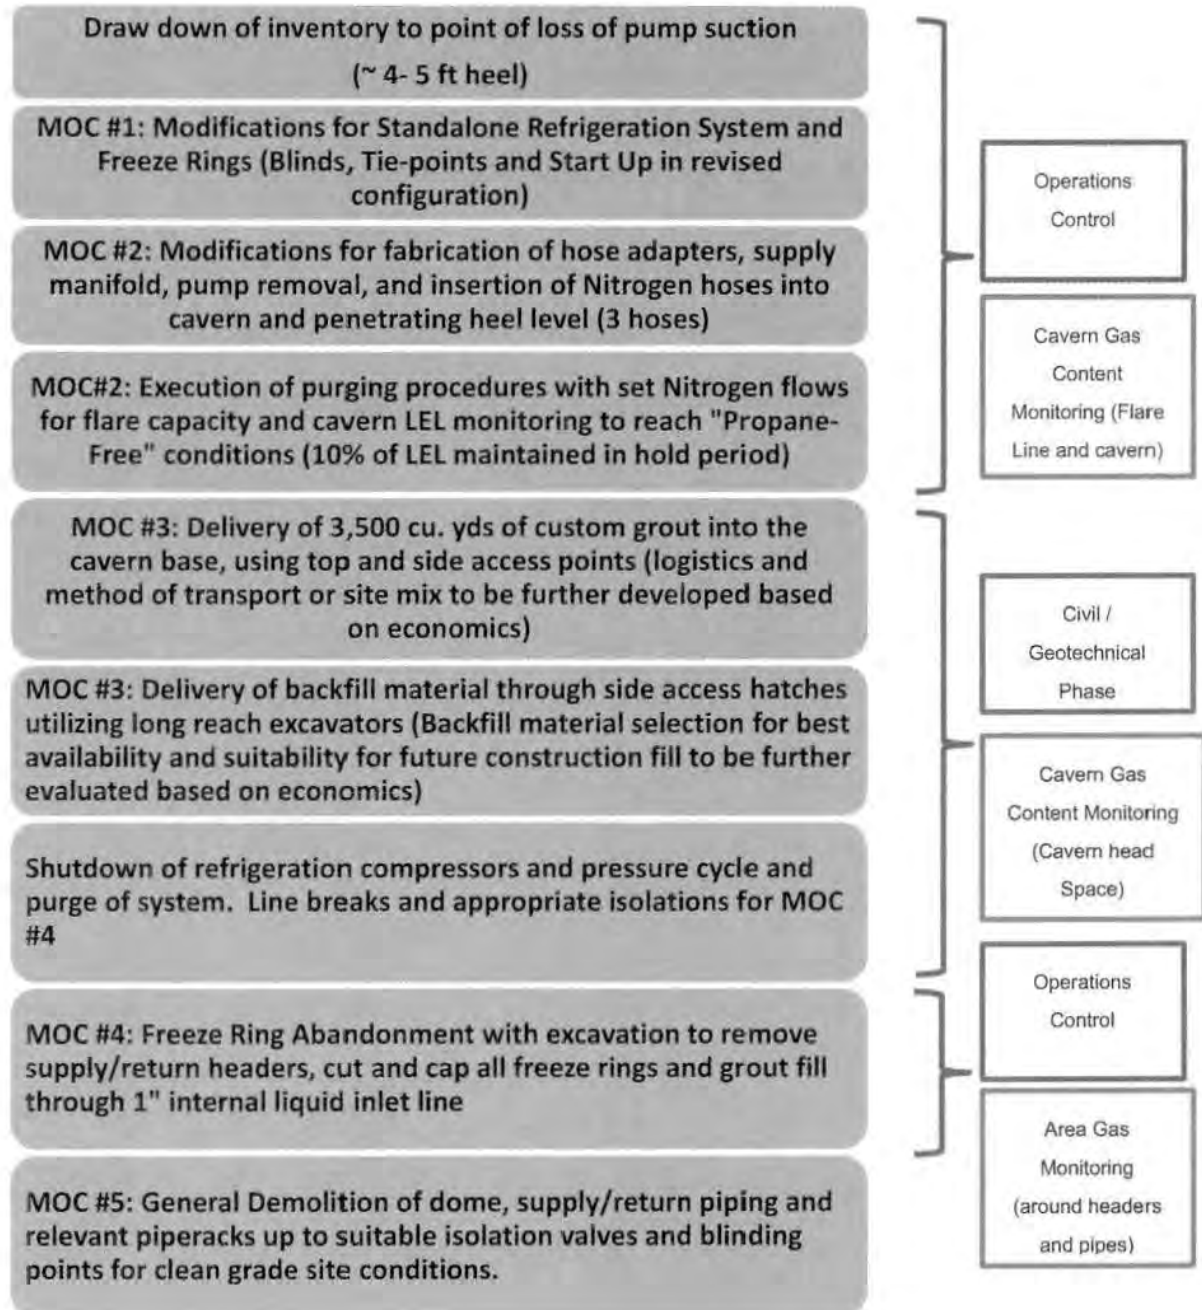 Draw down of inventory to point of loss of pump suction
(~ 4- 5 ft heel)
MOC #1: Modifications for Standalone Refrigeration System and
Freeze Rings (Blinds, Tie-points and Start Up in revised
configuration)
MOC #2: Modifications for fabrication of hose adapters, supply
manifold, pump removal, and insertion of Nitrogen hoses into
cavern and penetrating heel level (3 hoses)
MOC#2: Execution of purging procedures with set Nitrogen flows
for flare capacity and cavern LEL monitoring to reach "Propane-
Free" conditions (10% of LEL maintained in hold period)
Operations
Control
Cavern Gas
Content
Monitoring (Flare
Line and cavern)
MOC #3: Delivery of 3,500 cu. yds of custom grout into the
cavern base, using top and side access points (logistics and
method of transport or site mix to be further developed based
on economics)
MOC #3: Delivery of backfill material through side access hatches
utilizing long reach excavators (Backfill material selection for best
availability and suitability for future construction fill to be further
evaluated based on economics)
Shutdown of refrigeration compressors and pressure cycle and
purge of system.  Line breaks and appropriate isolations for MOC
#4
Civil /
Geotechnical
Phase
Cavern Gas
Content Monitoring
(Cavern head
Space)
MOC #4: Freeze Ring Abandonment with excavation to remove
supply/return headers, cut and cap all freeze rings and grout fill
through 1" internal liquid inlet line
Operations
Control
Area Gas
Monitoring
(around headers
and pipes)
MOC #5: General Demolition of dome, supply/return piping and
relevant piperacks up to suitable isolation valves and blinding
points for clean grade site conditions.